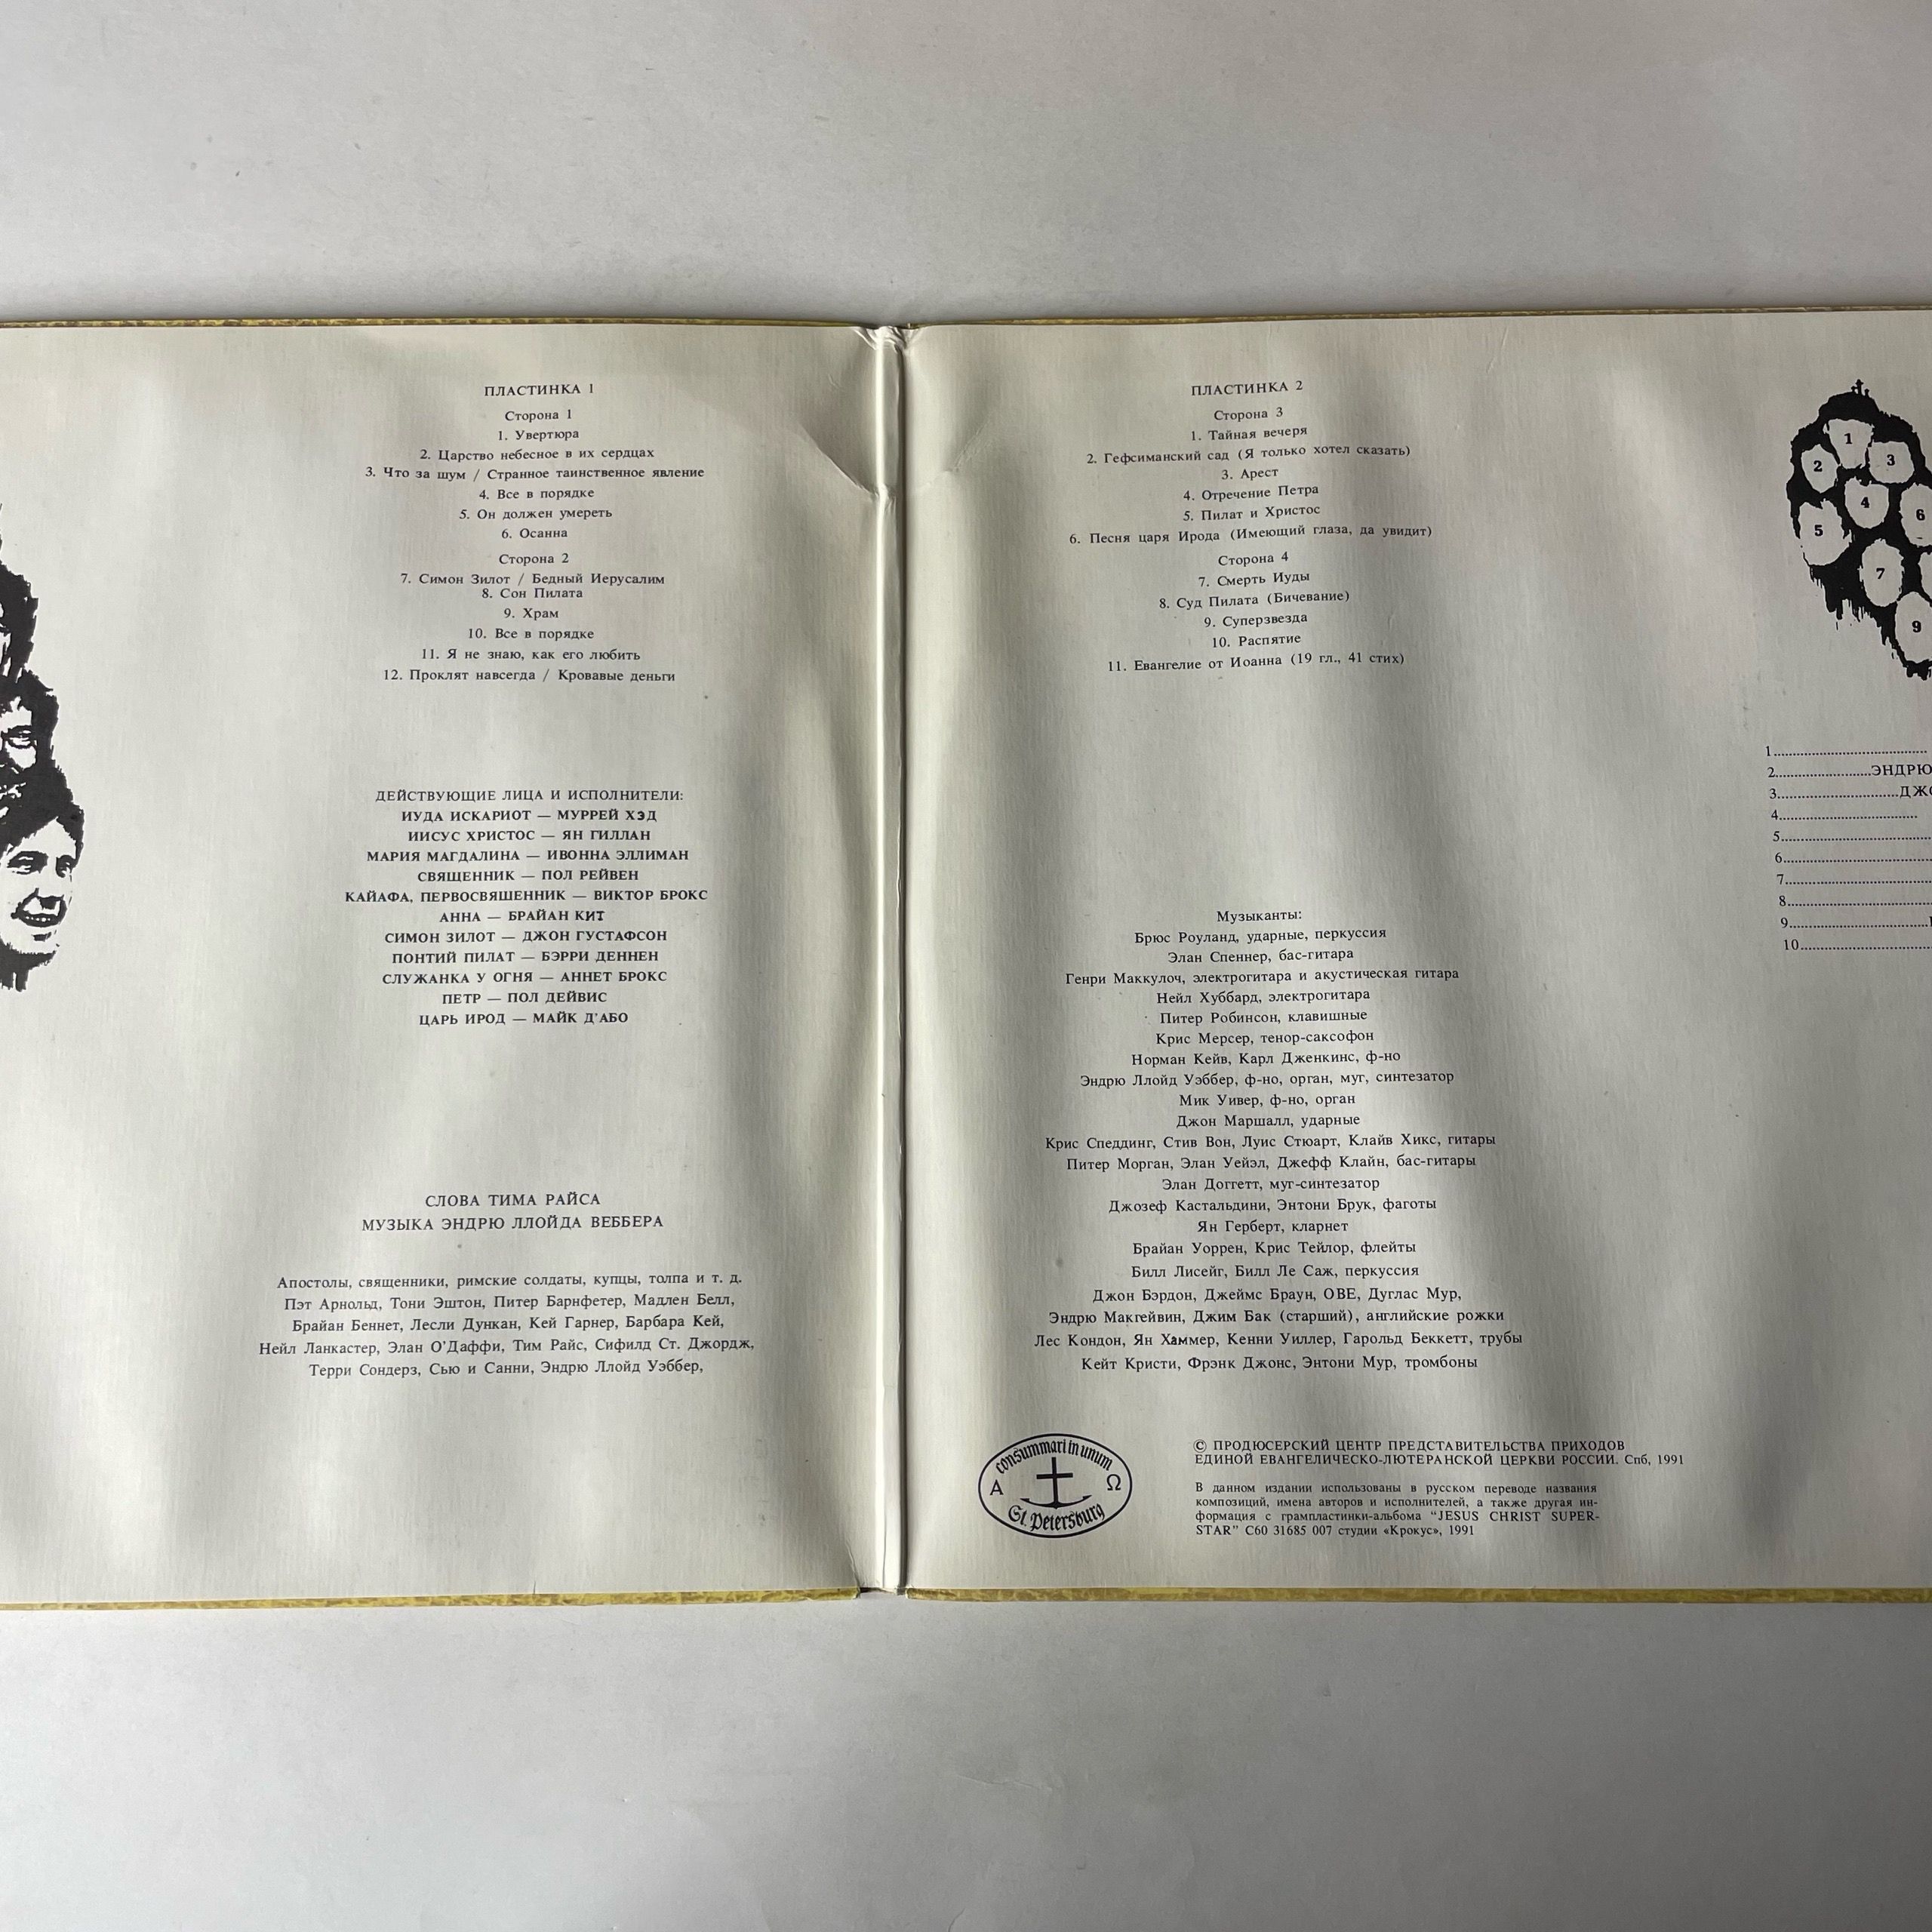 ПЛАСТИНКА 1
Сторона 1
1. Увертюра
2. Царство небесное в их сердцах
3. Что за шум / Странное таинственное явление
4. Все в порядке
5. Он должен умереть
6. Осанна
Сторона 2
7. Симон Зилот / Бедный Иерусалим
8. Сон Пилата
9. Храм
10. Все в порядке
11. Я не знаю, как его любить
12. Проклят навсегда / Кровавые деньги
ДЕЙСТВУЮЩИЕ ЛИЦА И ИСПОЛНИТЕЛИ:
ИУДА ИСКАРИОТ — МУРРЕЙ ХЭД
ИИСУС ХРИСТОС — ЯН ГИЛЛАН
МАРИЯ МАГДАЛИНА — ИВОННА ЭЛЛИМАН
СВЯЩЕННИК — ПОЛ РЕЙВЕН
КАЙАФА, ПЕРВОСВЯШЕННИК — ВИКТОР БРОКС
АННА — БРАЙАН КИТ
СИМОН ЗИЛОТ — ДЖОН ГУСТАФСОН
ПОНТИЙ ПИЛАТ — БЭРРИ ДЕННЕН
СЛУЖАНКА У ОГНЯ — АННЕТ БРОКС
ПЕТР — ПОЛ ДЕЙВИС
ЦАРЬ ИРОД — МАЙК Д'АБО
СЛОВА ТИМА РАЙСА
МУЗЫКА ЭНДРЮ ЛЛОЙДА ВЕББЕРА
Апостолы, священники, римские солдаты, купцы, толпа и т. д.
Пэт Арнольд, Тони Эштон, Питер Барнфетер, Мадлен Белл,
Брайан Беннет, Лесли Дункан, Кей Гарнер, Барбара Кей,
Нейл Ланкастер, Элан О'Даффи, Тим Райс, Сифилд Ст. Джордж,
Терри Сондерз, Сью и Санни, Эндрю Ллойд Уэббер,
ПЛАСТИНКА 2
Сторона 3
1. Тайная вечеря
2. Гефсиманский сад (Я только хотел сказать)
3. Арест
4. Отречение Петра
5. Пилат и Христос
6. Песня царя Ирода (Имеющий глаза, да увидит)
Сторона 4
7. Смерть Иуды
8. Суд Пилата (Бичевание)
9. Суперзвезда
10. Распятие
11. Евангелие от Иоанна (19 гл., 41 стих)
Музыканты:
Брюс Роуланд, ударные, перкуссия
Элан Спеннер, бас-гитара
Генри Маккулоч, электрогитара и акустическая гитара
Нейл Хуббард, электрогитара
Питер Робинсон, клавишные
Крис Мерсер, тенор-саксофон
Норман Кейв, Карл Дженкинс, ф-но
Эндрю Ллойд Уэббер, ф-но, орган, муг, синтезатор
Мик Уивер, ф-но, орган
Джон Маршалл, ударные
Крис Спеддинг, Стив Вон, Луис Стюарт, Клайв Хикс, гитары
Питер Морган, Элан Уейэл, Джефф Клайн, бас-гитары
Элан Доггетт, муг-синтезатор
Джозеф Кастальдини, Энтони Брук, фаготы
Ян Герберт, кларнет
Брайан Уоррен, Крис Тейлор, флейты
Билл Лисейг, Билл Ле Саж, перкуссия
Джон Бэрдон, Джеймс Браун, ОВЕ, Дуглас Мур,
Эндрю Макгейвин, Джим Бак (старший), английские рожки
Лес Кондон, Ян Хаммер, Кенни Уиллер, Гарольд Беккетт, трубы
Кейт Кристи, Фрэнк Джонс, Энтони Мур, тромбоны
consummari in unum
Α Ω
St. Petersburg
© ПРОДЮСЕРСКИЙ ЦЕНТР ПРЕДСТАВИТЕЛЬСТВА ПРИХОДОВ
ЕДИНОЙ ЕВАНГЕЛИЧЕСКО-ЛЮТЕРАНСКОЙ ЦЕРКВИ РОССИИ. Спб, 1991
В данном издании использованы в русском переводе названия
композиций, имена авторов и исполнителей, а также другая ин-
формация с грампластинки-альбома "JESUS CHRIST SUPER-
STAR" С60 31685 007 студии «Крокус», 1991
1
2
3
4
5
6
7
9
1
2 ЭНДРЮ
3
4
5
6
7
8
9
10